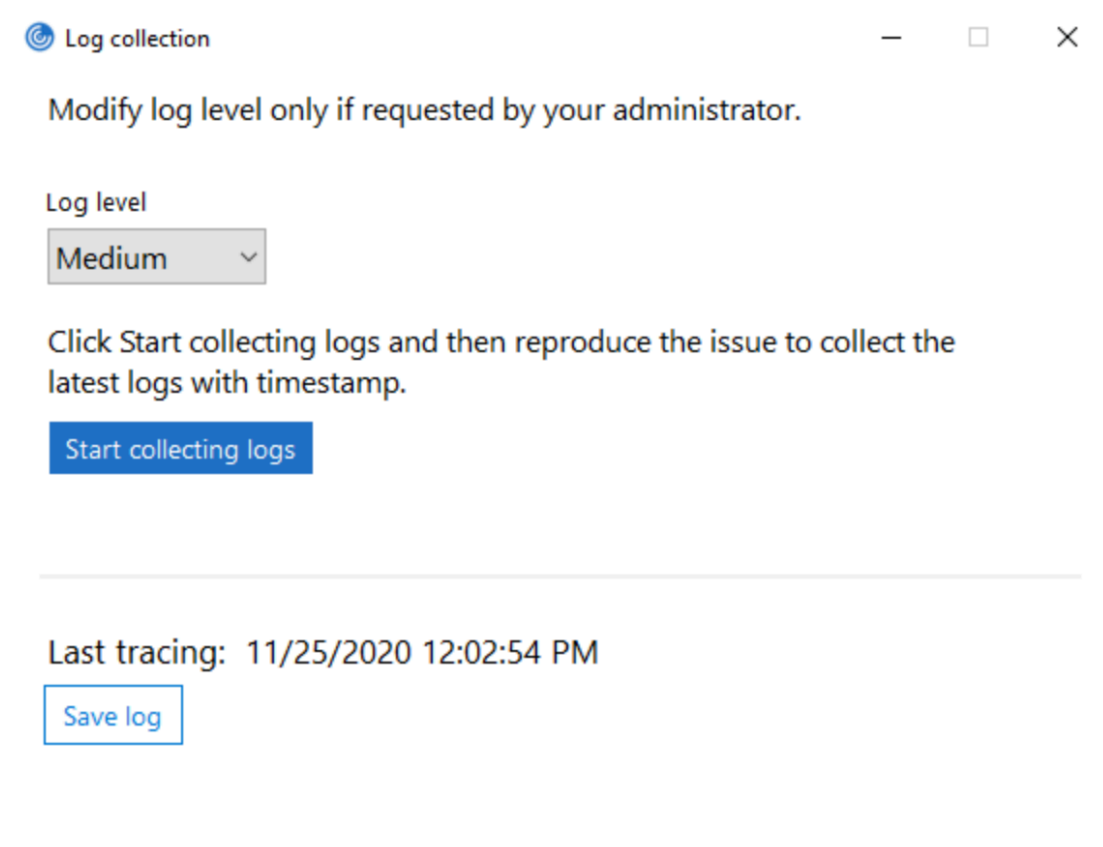 Log collection
Modify log level only if requested by your administrator.
Log level
Medium
Click Start collecting logs and then reproduce the issue to collect the
latest logs with timestamp.
Start collecting logs
Last tracing: 11/25/2020 12:02:54 PM
Save log